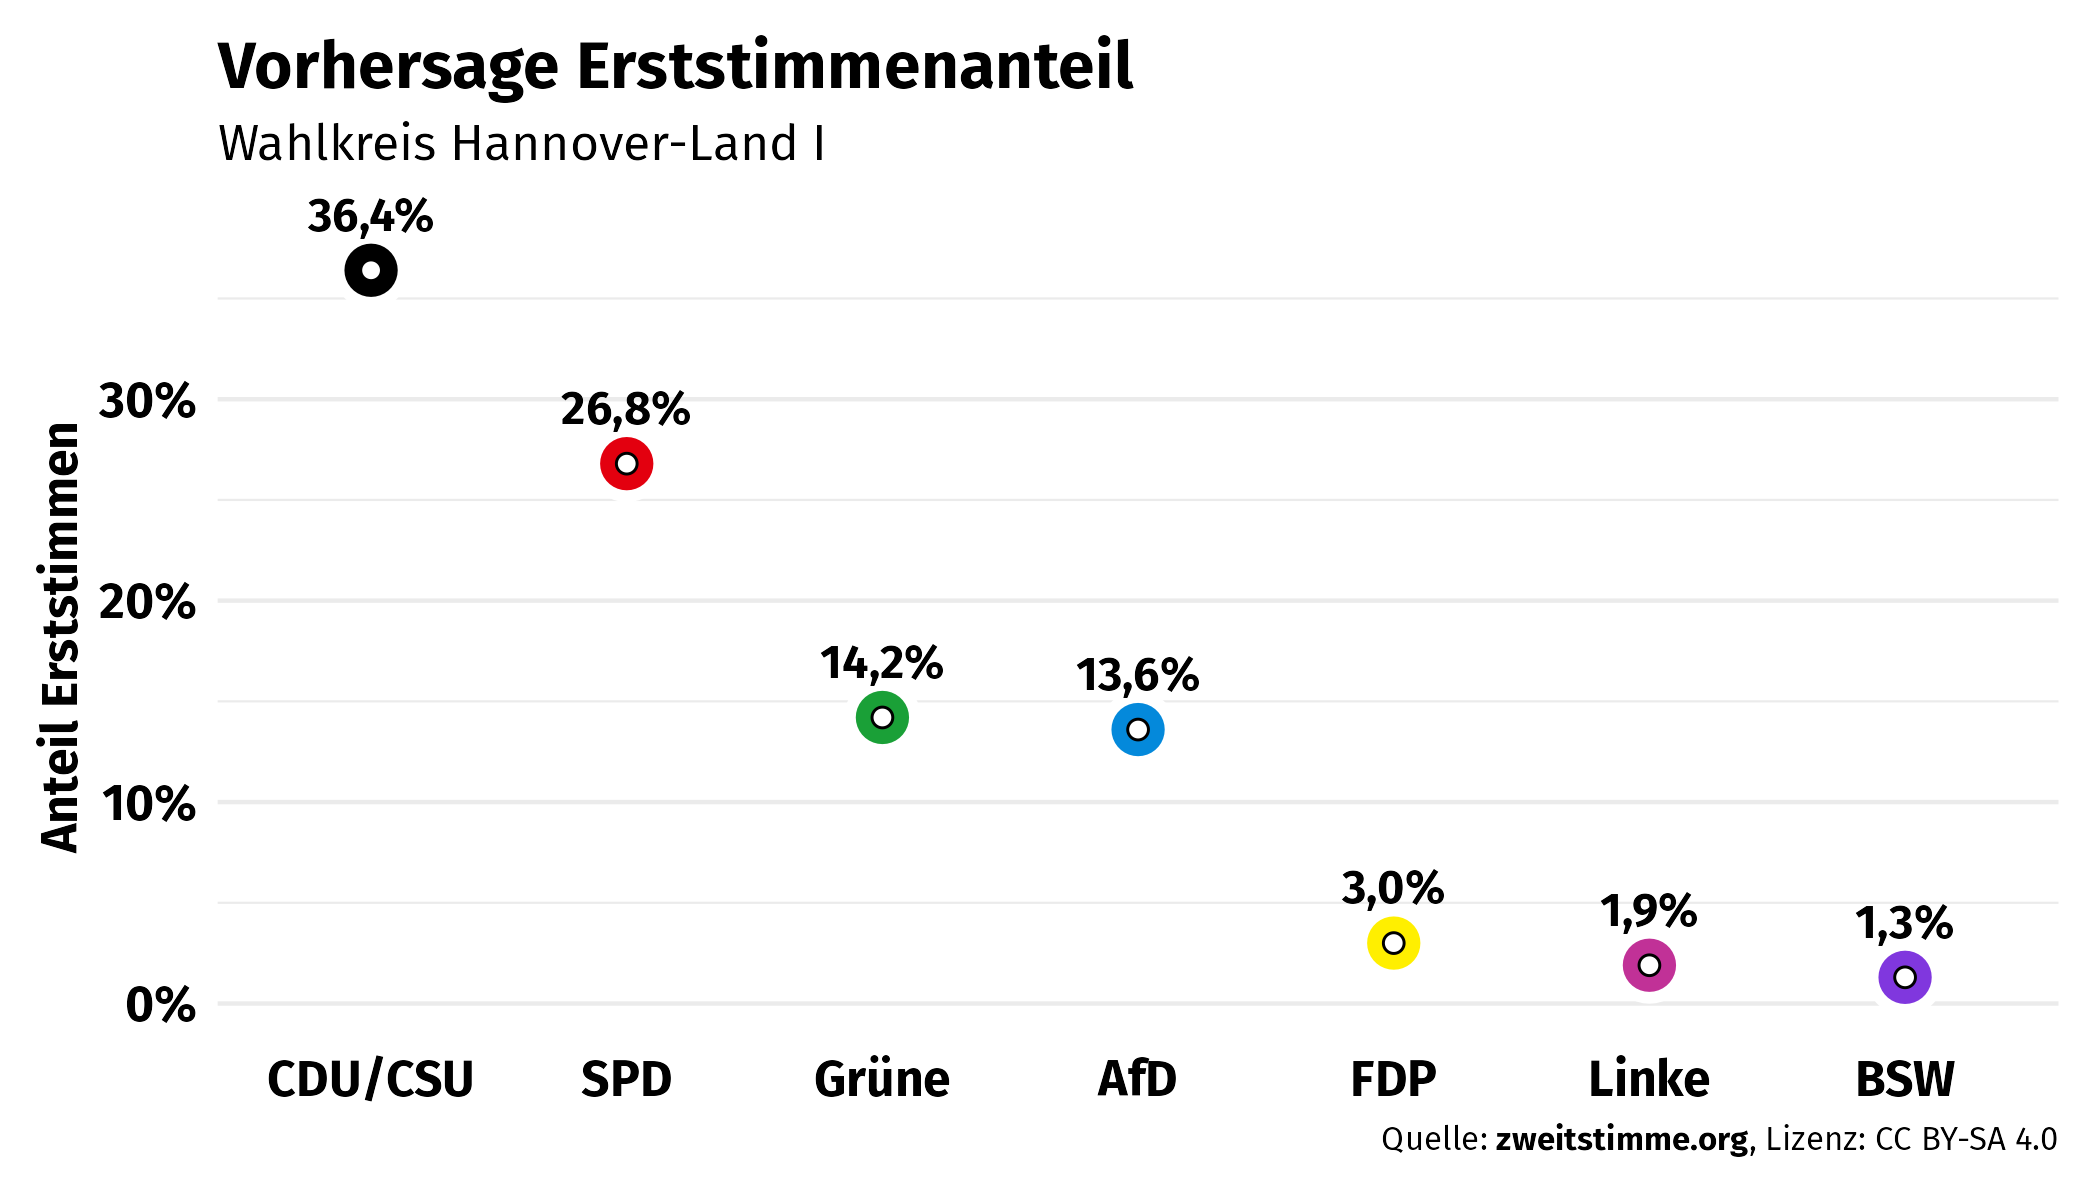 Vorhersage Erststimmenanteil
Wahlkreis Hannover-Land I
36,4%
30%
26,8%
20%
14,2%
13,6%
10%
3,0%
1,9%
1,3%
0%
Anteil Erststimmen
CDU/CSU SPD Grüne AfD FDP Linke BSW
Quelle: zweitstimme.org, Lizenz: CC BY-SA 4.0